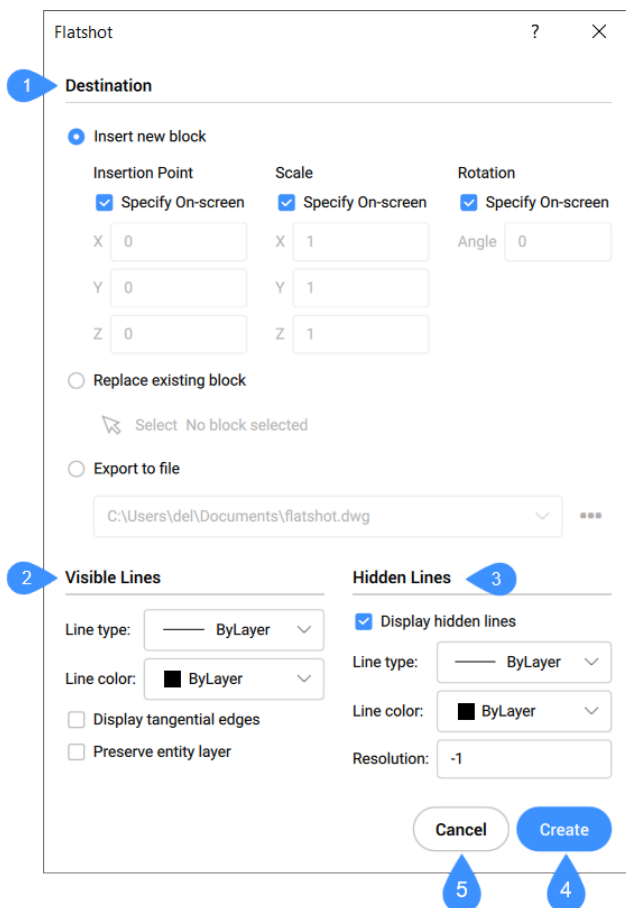 Flatshot ?
1 Destination
Insert new block
Insertion Point Scale Rotation
Specify On-screen Specify On-screen Specify On-screen
X 0 X 1 Angle 0
Y 0 Y 1
Z 0 Z 1
Replace existing block
Select No block selected
Export to file
C:\Users\del\Documents\flatshot.dwg
2 Visible Lines
Line type: ByLayer
Line color: ByLayer
Display tangential edges
Preserve entity layer
Hidden Lines 3
Display hidden lines
Line type: ByLayer
Line color: ByLayer
Resolution: -1
Cancel Create
5 4